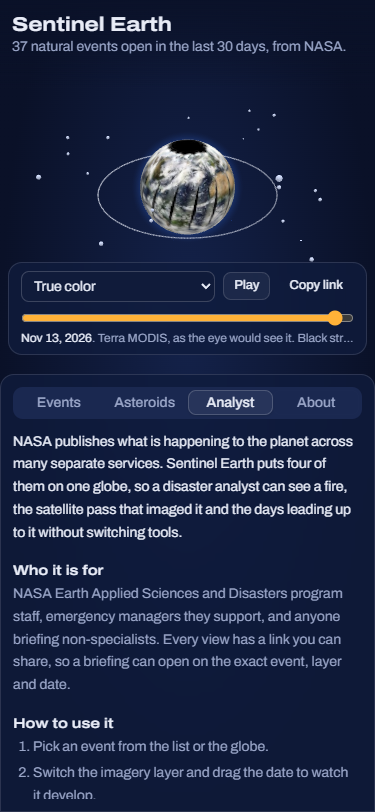 Sentinel Earth
37 natural events open in the last 30 days, from NASA.
True color
Play
Copy link
Nov 13, 2026. Terra MODIS, as the eye would see it. Black str...
Events
Asteroids
Analyst
About
NASA publishes what is happening to the planet across
many separate services. Sentinel Earth puts four of
them on one globe, so a disaster analyst can see a fire,
the satellite pass that imaged it and the days leading up
to it without switching tools.
Who it is for
NASA Earth Applied Sciences and Disasters program
staff, emergency managers they support, and anyone
briefing non-specialists. Every view has a link you can
share, so a briefing can open on the exact event, layer
and date.
How to use it
1. Pick an event from the list or the globe.
2. Switch the imagery layer and drag the date to watch
it develop.